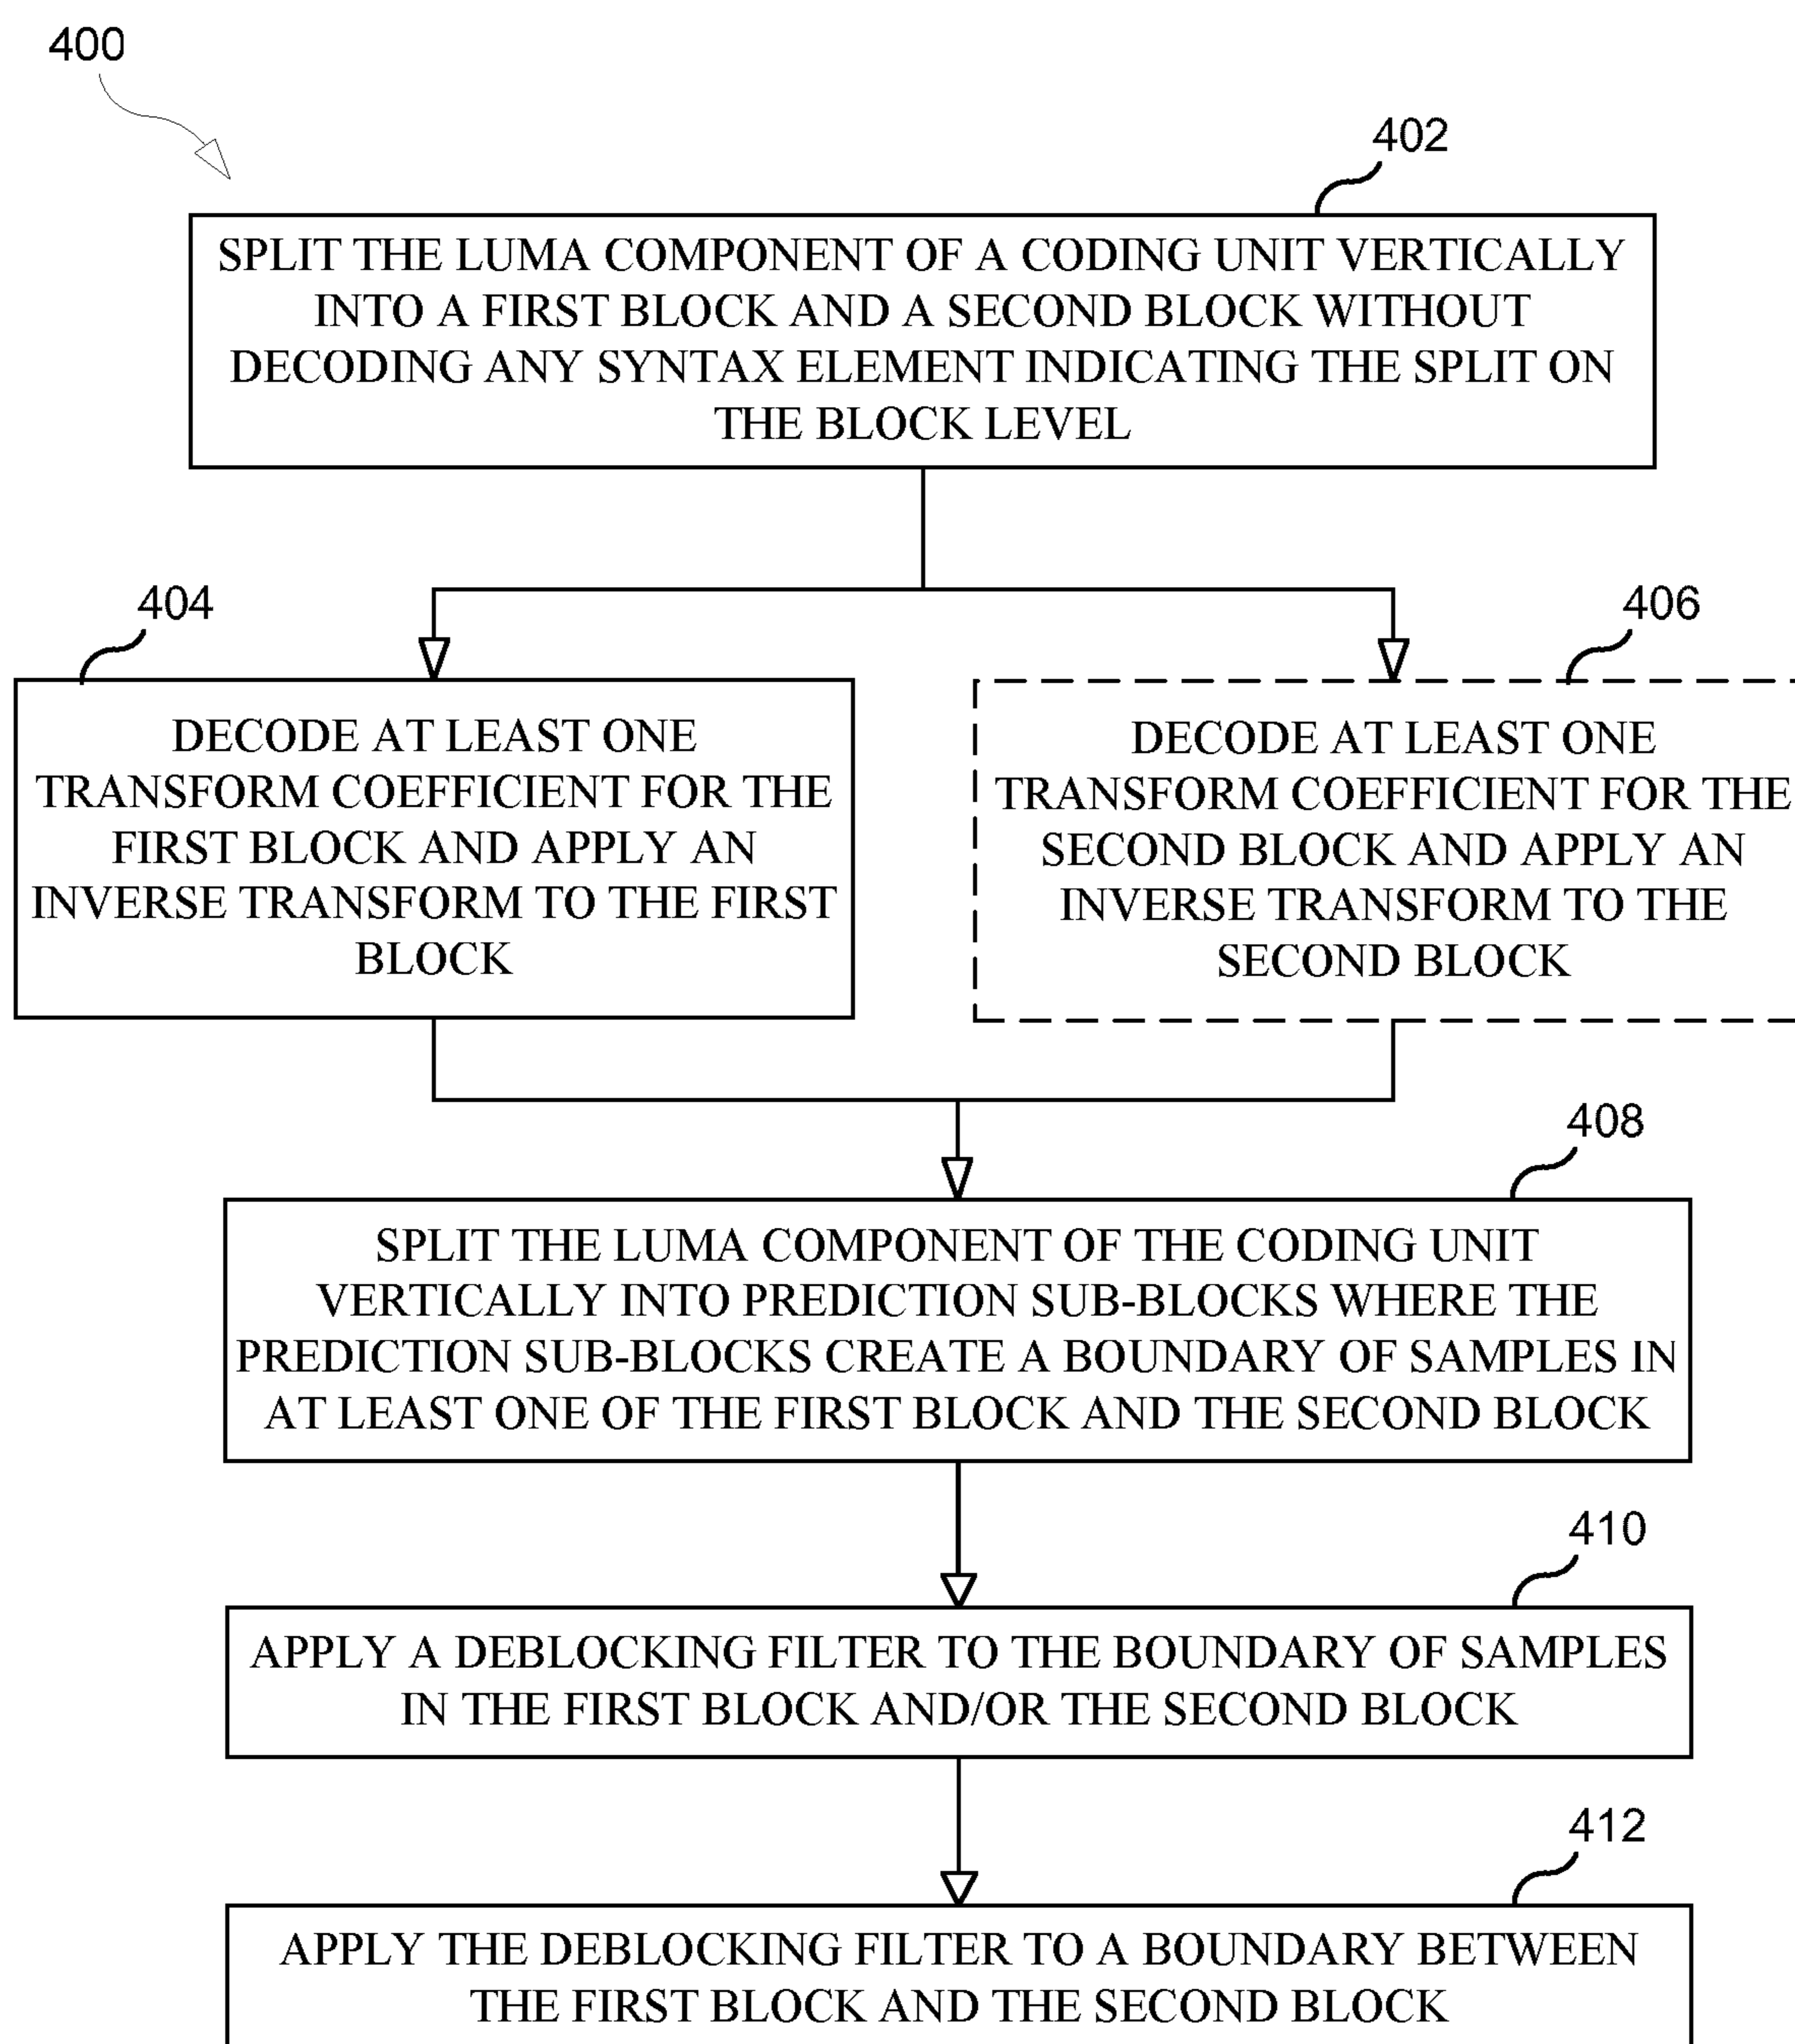 400
402
SPLIT THE LUMA COMPONENT OF A CODING UNIT VERTICALLY
INTO A FIRST BLOCK AND A SECOND BLOCK WITHOUT
DECODING ANY SYNTAX ELEMENT INDICATING THE SPLIT ON
THE BLOCK LEVEL
404
DECODE AT LEAST ONE
TRANSFORM COEFFICIENT FOR THE
FIRST BLOCK AND APPLY AN
INVERSE TRANSFORM TO THE FIRST
BLOCK
406
DECODE AT LEAST ONE
TRANSFORM COEFFICIENT FOR THE
SECOND BLOCK AND APPLY AN
INVERSE TRANSFORM TO THE
SECOND BLOCK
408
SPLIT THE LUMA COMPONENT OF THE CODING UNIT
VERTICALLY INTO PREDICTION SUB-BLOCKS WHERE THE
PREDICTION SUB-BLOCKS CREATE A BOUNDARY OF SAMPLES IN
AT LEAST ONE OF THE FIRST BLOCK AND THE SECOND BLOCK
410
APPLY A DEBLOCKING FILTER TO THE BOUNDARY OF SAMPLES
IN THE FIRST BLOCK AND/OR THE SECOND BLOCK
412
APPLY THE DEBLOCKING FILTER TO A BOUNDARY BETWEEN
THE FIRST BLOCK AND THE SECOND BLOCK